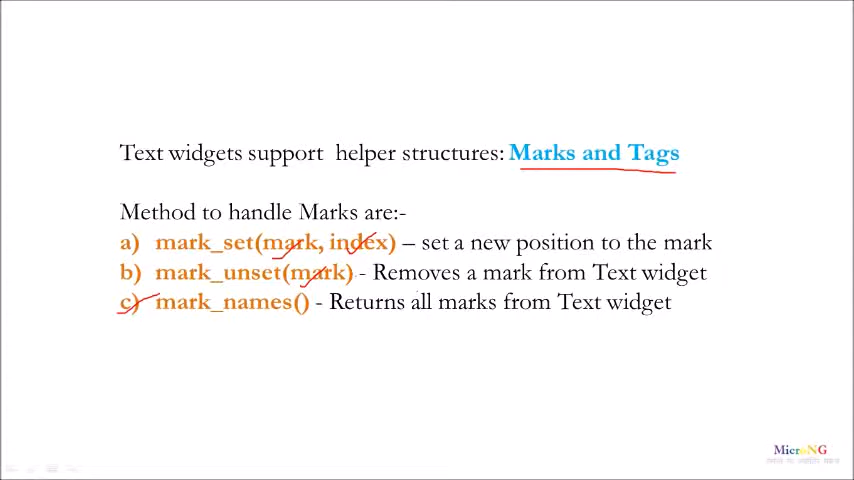 Text widgets support helper structures: Marks and Tags
Method to handle Marks are:-
a) mark_set(mark, index) – set a new position to the mark
b) mark_unset(mark) - Removes a mark from Text widget
c) mark_names() - Returns all marks from Text widget
MicroNG